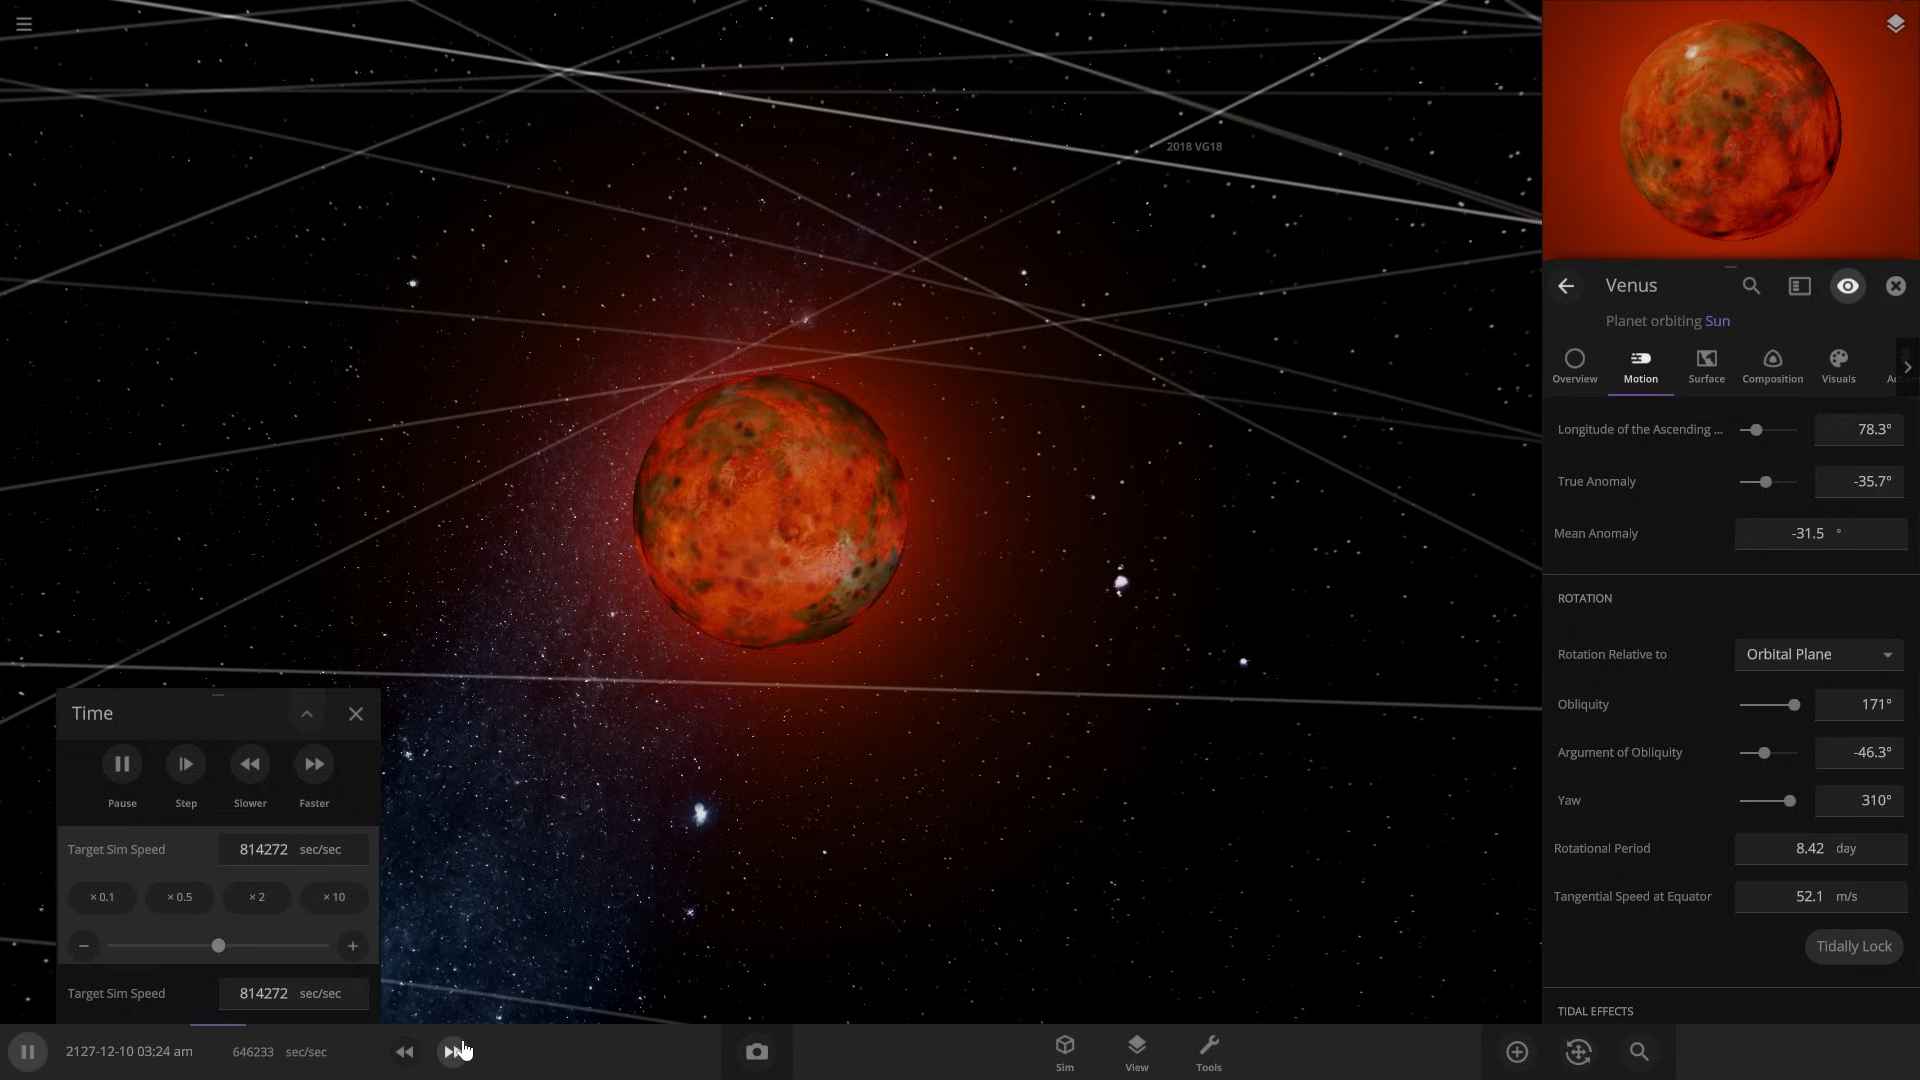 2018 VG18
Venus
Planet orbiting Sun
Overview
Motion
Surface
Composition
Visuals
Longitude of the Ascending ...
78.3°
True Anomaly
-35.7°
Mean Anomaly
-31.5 °
ROTATION
Rotation Relative to
Orbital Plane
Obliquity
171°
Argument of Obliquity
-46.3°
Yaw
310°
Rotational Period
8.42 day
Tangential Speed at Equator
52.1 m/s
Tidally Lock
TIDAL EFFECTS
Time
Pause
Step
Slower
Faster
Target Sim Speed
814272 sec/sec
× 0.1
× 0.5
× 2
× 10
Target Sim Speed
814272 sec/sec
2127-12-10 03:24 am
646233 sec/sec
Sim
View
Tools